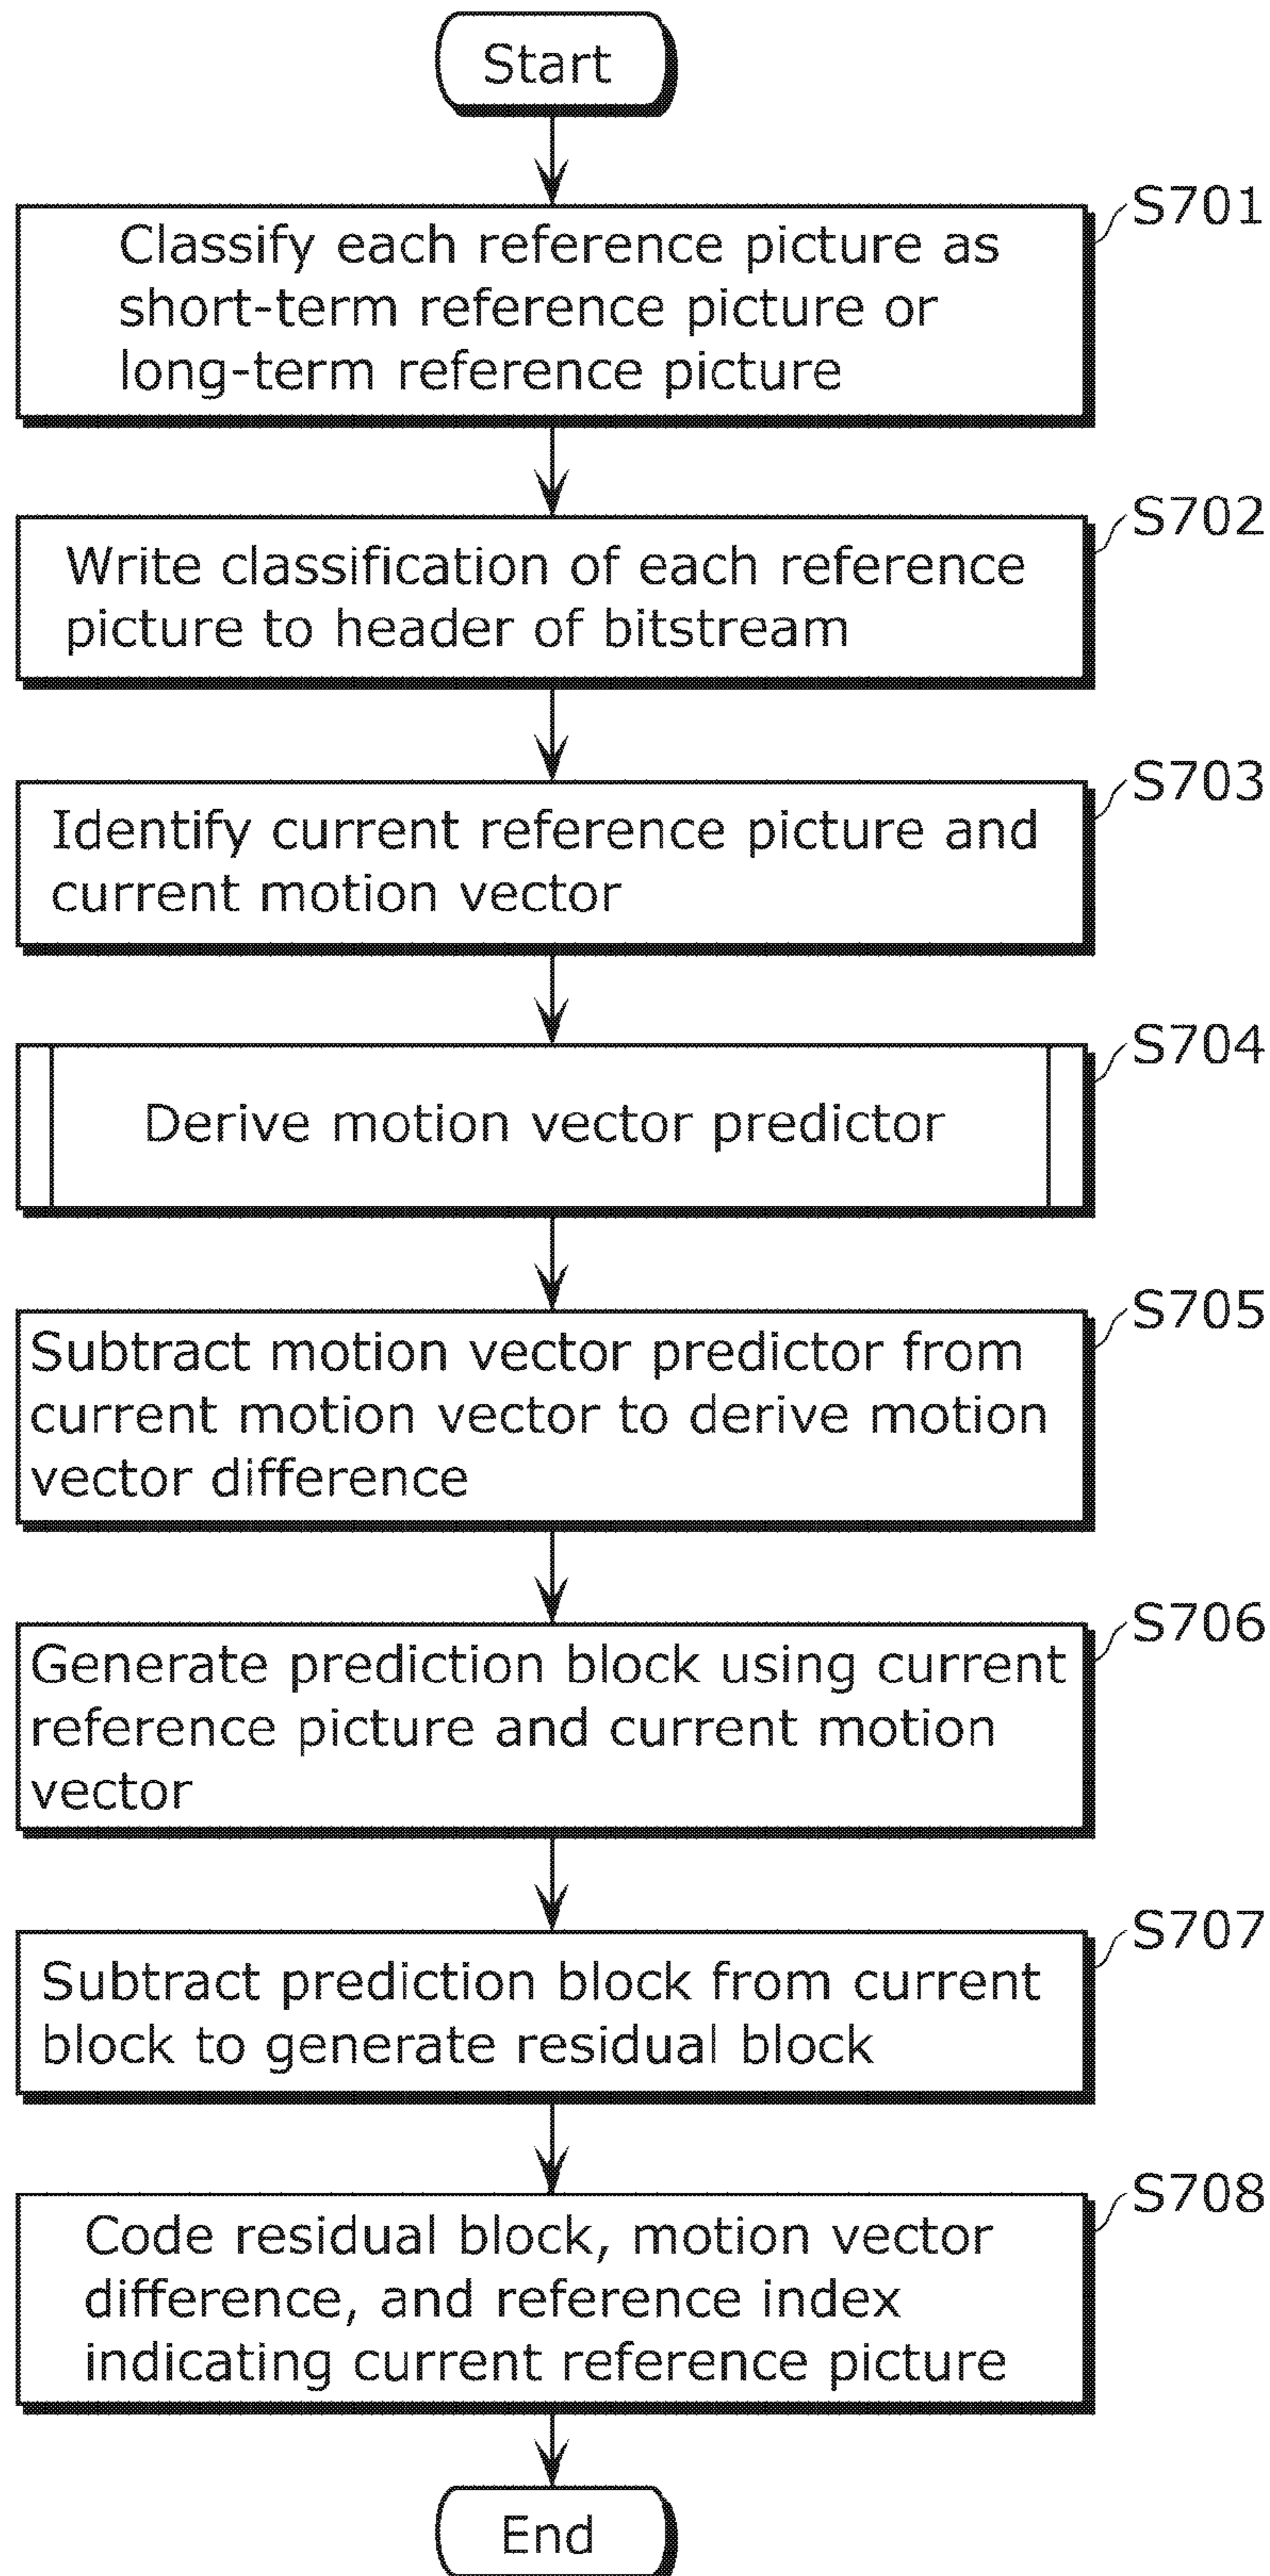 Start
S701
Classify each reference picture as
short-term reference picture or
long-term reference picture
S702
Write classification of each reference
picture to header of bitstream
S703
Identify current reference picture and
current motion vector
S704
Derive motion vector predictor
S705
Subtract motion vector predictor from
current motion vector to derive motion
vector difference
S706
Generate prediction block using current
reference picture and current motion
vector
S707
Subtract prediction block from current
block to generate residual block
S708
Code residual block, motion vector
difference, and reference index
indicating current reference picture
End